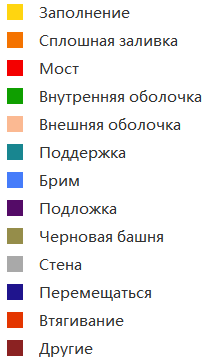 Заполнение
Сплошная заливка
Мост
Внутренняя оболочка
Внешняя оболочка
Поддержка
Брим
Подложка
Черновая башня
Стена
Перемещаться
Втягивание
Другие